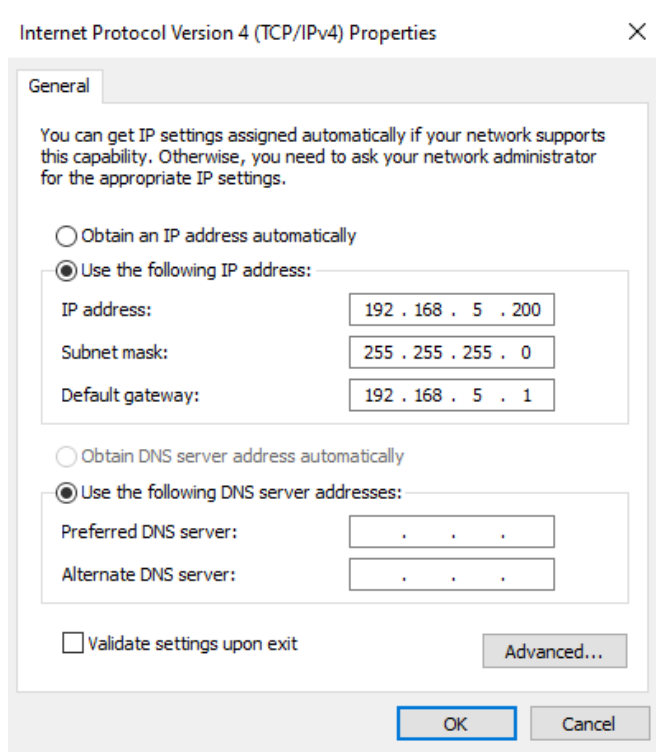 Internet Protocol Version 4 (TCP/IPv4) Properties
General
You can get IP settings assigned automatically if your network supports
this capability. Otherwise, you need to ask your network administrator
for the appropriate IP settings.
Obtain an IP address automatically
Use the following IP address:
IP address: 192 . 168 . 5 . 200
Subnet mask: 255 . 255 . 255 . 0
Default gateway: 192 . 168 . 5 . 1
Obtain DNS server address automatically
Use the following DNS server addresses:
Preferred DNS server: . . .
Alternate DNS server: . . .
Validate settings upon exit
Advanced...
OK Cancel